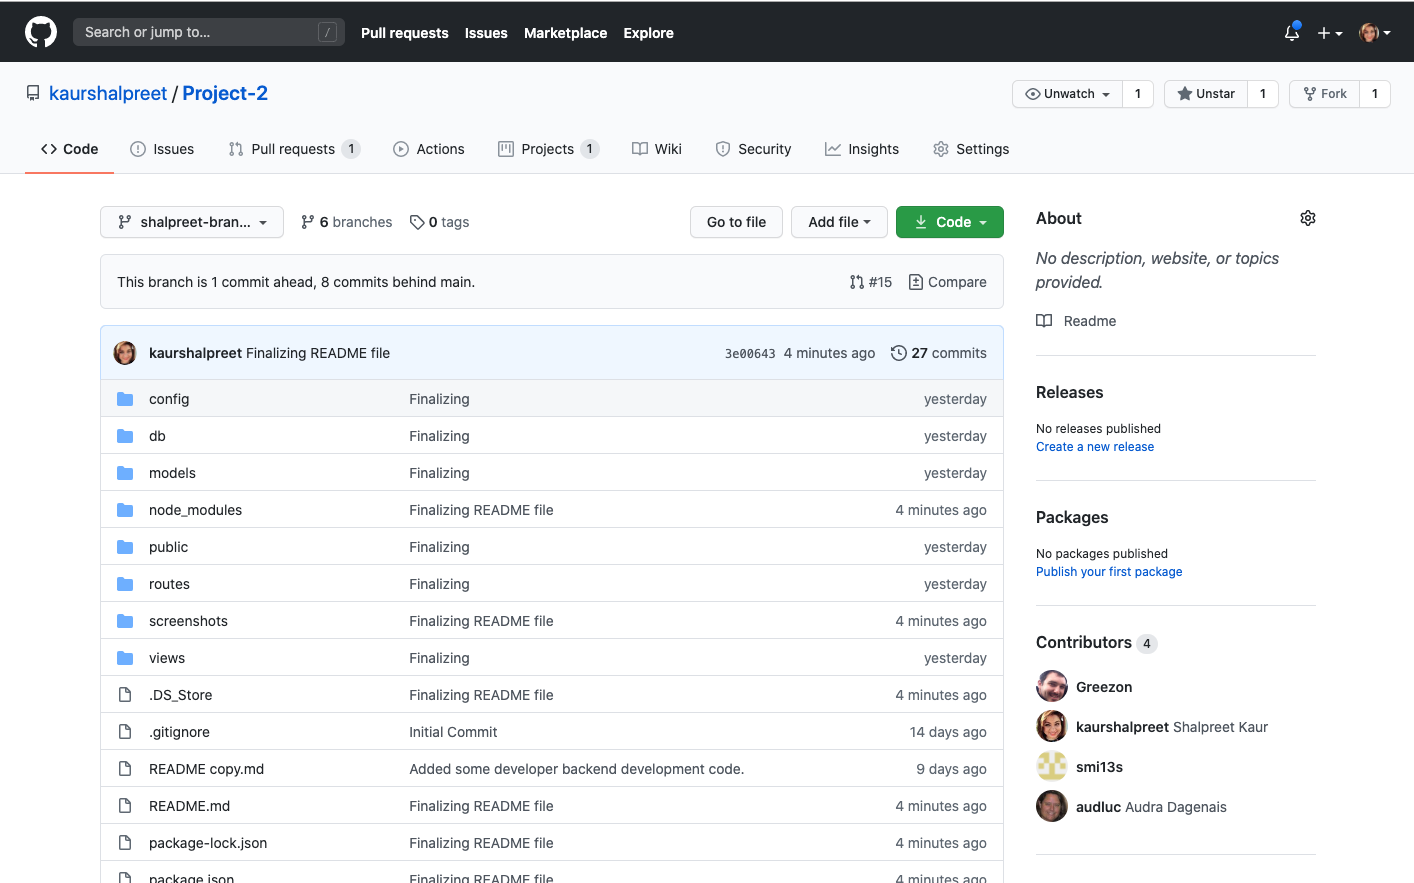 Search or jump to... /
Pull requests Issues Marketplace Explore
kaurshalpreet / Project-2
Unwatch 1 Unstar 1 Fork 1
Code Issues Pull requests 1 Actions Projects 1 Wiki Security Insights Settings
shalpreet-bran... 6 branches 0 tags Go to file Add file Code
This branch is 1 commit ahead, 8 commits behind main. #15 Compare
kaurshalpreet Finalizing README file 3e00643 4 minutes ago 27 commits
config Finalizing yesterday
db Finalizing yesterday
models Finalizing yesterday
node_modules Finalizing README file 4 minutes ago
public Finalizing yesterday
routes Finalizing yesterday
screenshots Finalizing README file 4 minutes ago
views Finalizing yesterday
.DS_Store Finalizing README file 4 minutes ago
.gitignore Initial Commit 14 days ago
README copy.md Added some developer backend development code. 9 days ago
README.md Finalizing README file 4 minutes ago
package-lock.json Finalizing README file 4 minutes ago
package.json Finalizing README file 4 minutes ago
About
No description, website, or topics
provided.
Readme
Releases
No releases published
Create a new release
Packages
No packages published
Publish your first package
Contributors 4
Greezon
kaurshalpreet Shalpreet Kaur
smi13s
audluc Audra Dagenais